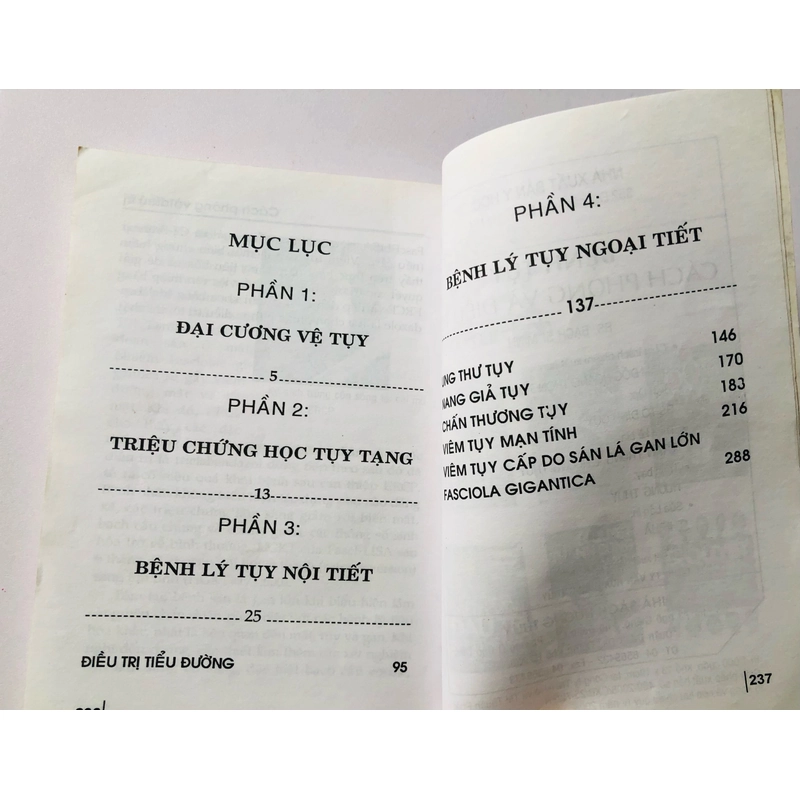 MỤC LỤC
PHẦN 1:
ĐẠI CƯƠNG VỀ TỤY
5
PHẦN 2:
TRIỆU CHỨNG HỌC TỤY TẠNG
13
PHẦN 3:
BỆNH LÝ TỤY NỘI TIẾT
25
ĐIỀU TRỊ TIỂU ĐƯỜNG 95
PHẦN 4:
BỆNH LÝ TỤY NGOẠI TIẾT
137
UNG THƯ TỤY 146
NANG GIẢ TỤY 170
CHẤN THƯƠNG TỤY 183
VIÊM TỤY MẠN TÍNH 216
VIÊM TỤY CẤP DO SÁN LÁ GAN LỚN
FASCIOLA GIGANTICA 288
237